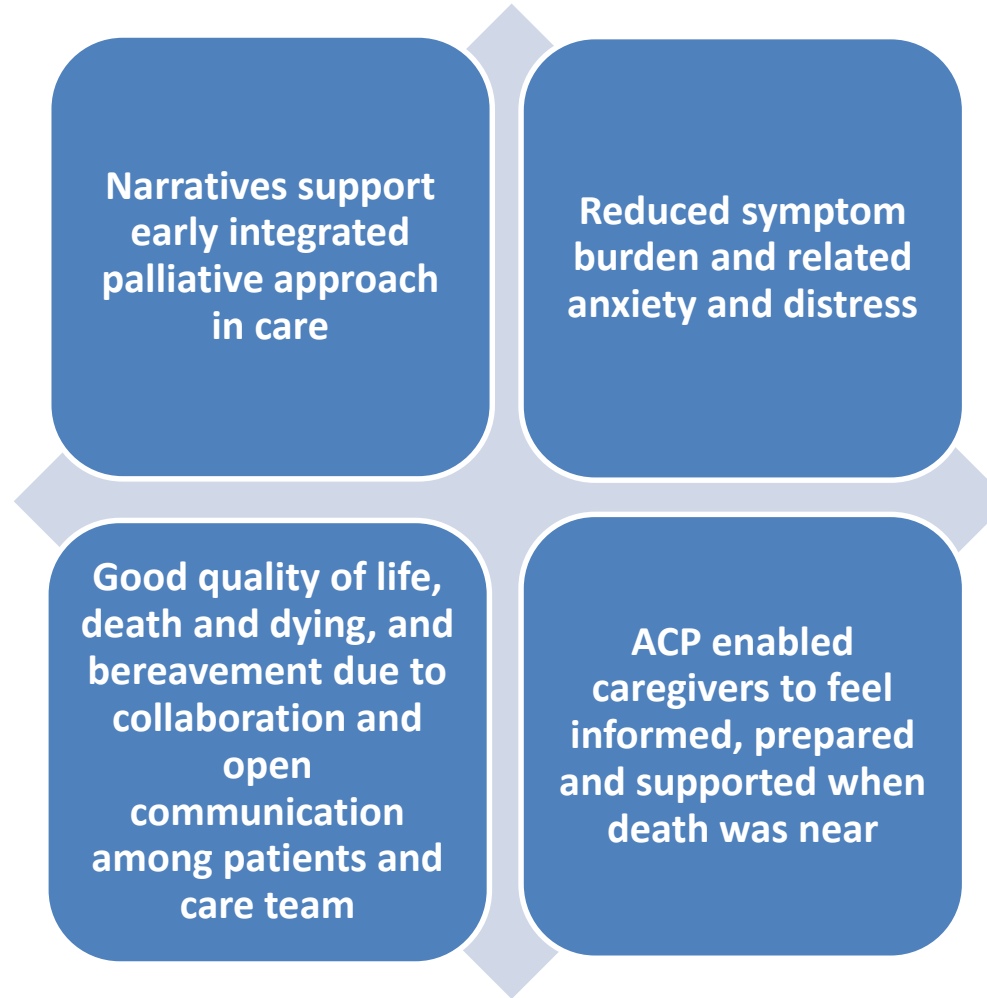 Narratives support
early integrated
palliative approach
in care
Reduced symptom
burden and related
anxiety and distress
Good quality of life,
death and dying, and
bereavement due to
collaboration and
open
communication
among patients and
care team
ACP enabled
caregivers to feel
informed, prepared
and supported when
death was near